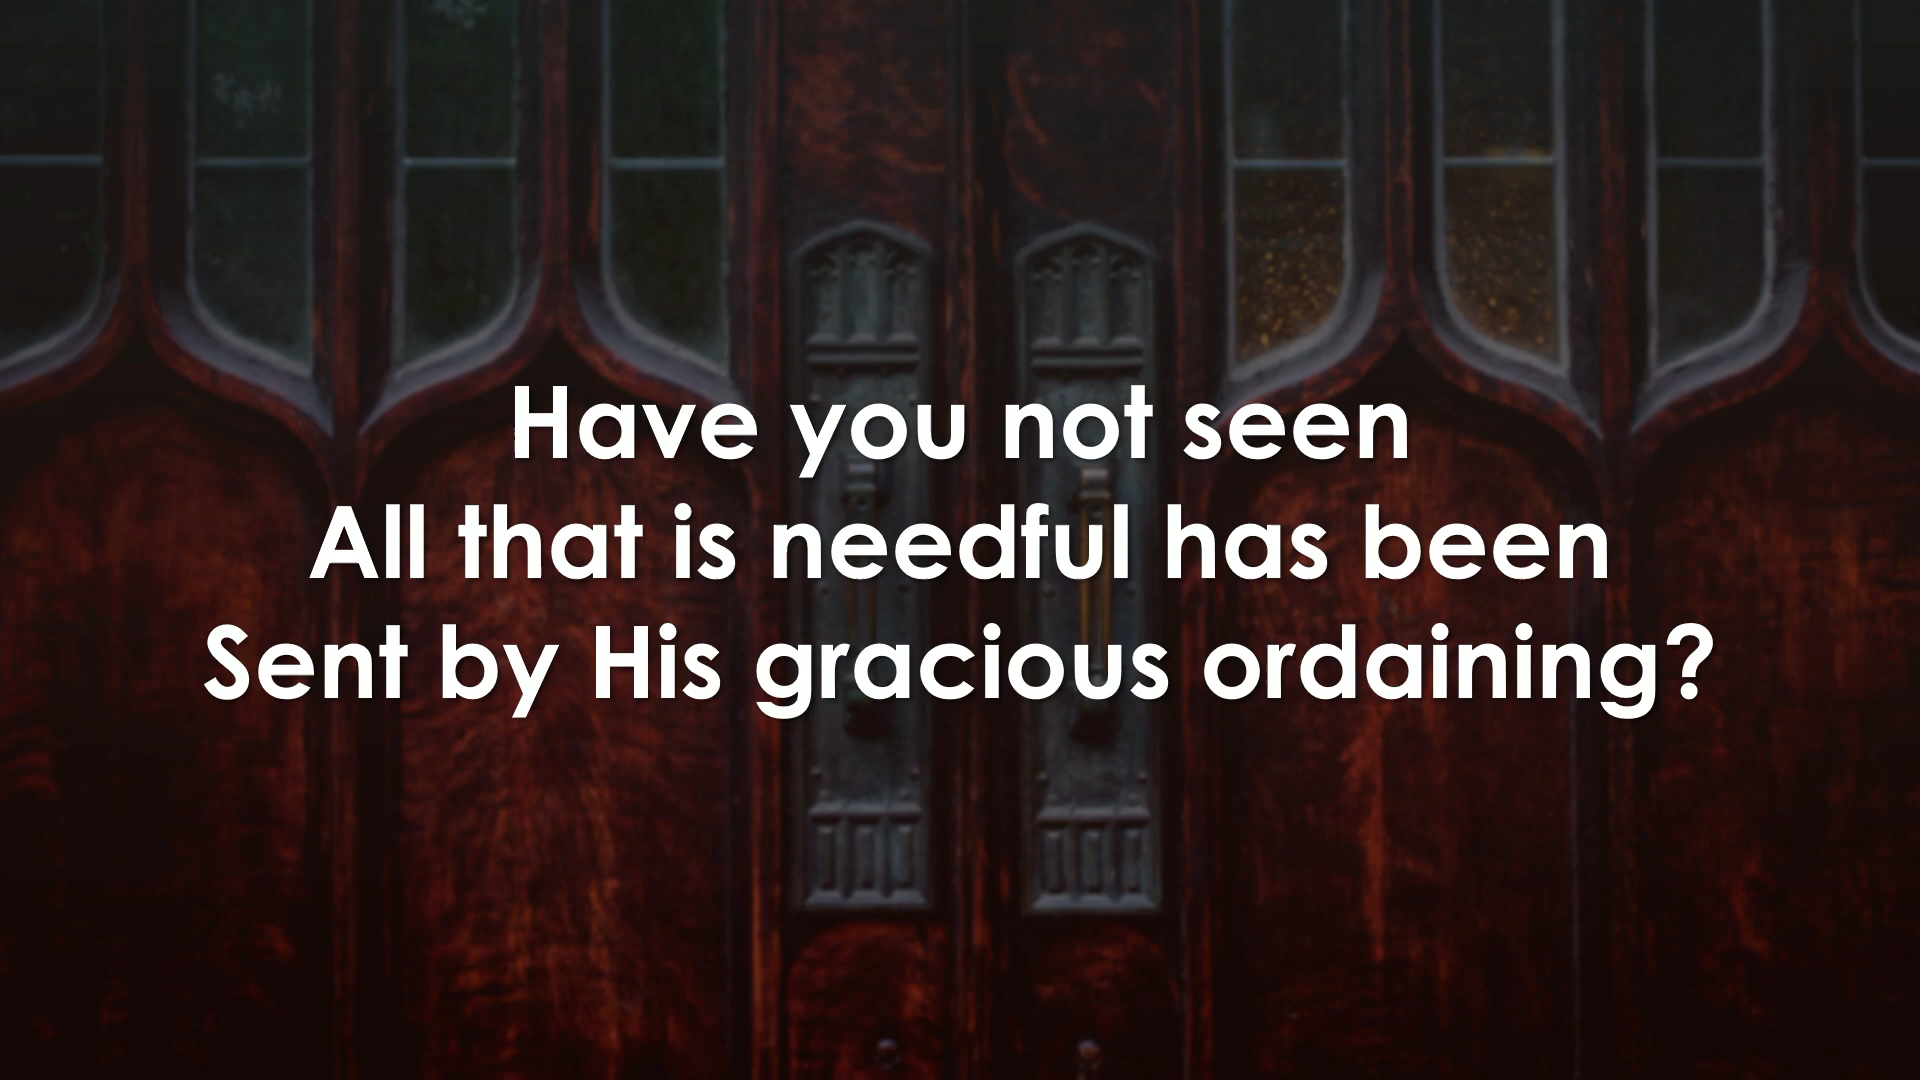 Have you not seen
All that is needful has been
Sent by His gracious ordaining?